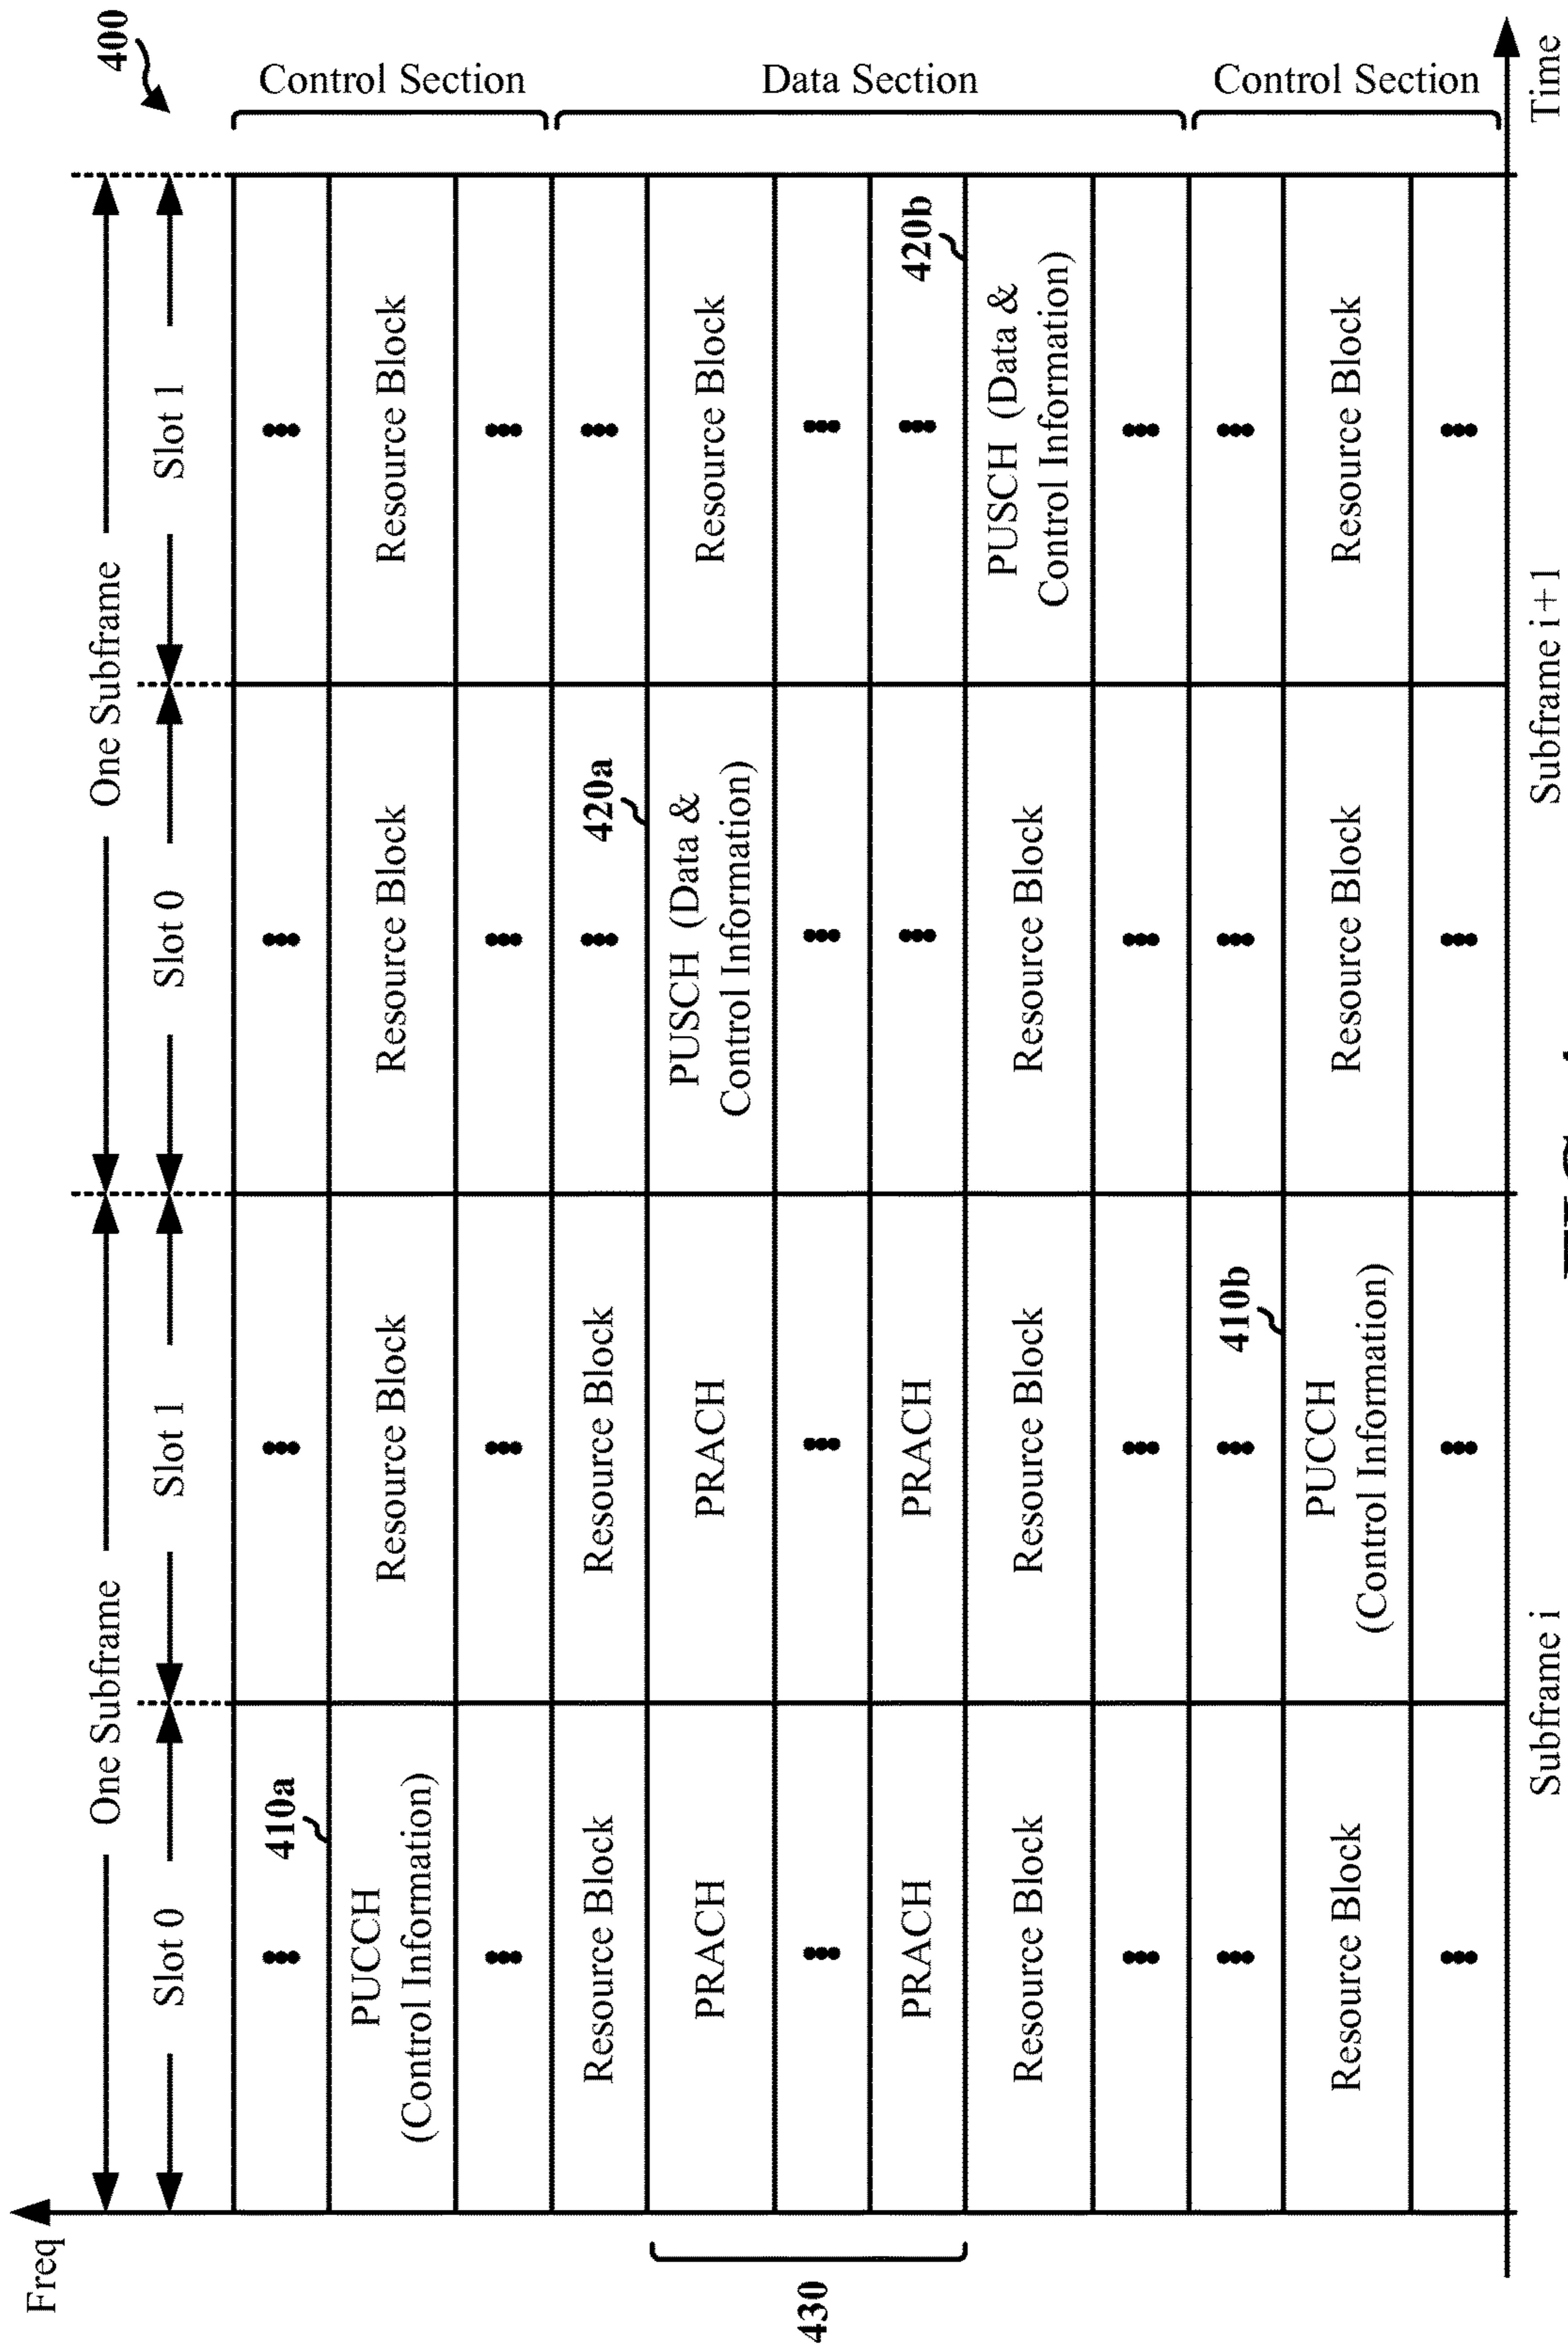 400
Freq
One Subframe
One Subframe
Slot 0
Slot 1
Slot 0
Slot 1
410a
Control Section
PUCCH
(Control Information)
Resource Block
Resource Block
Resource Block
Resource Block
Resource Block
420a
PRACH
PRACH
PUSCH (Data &
Control Information)
Resource Block
430
Data Section
PRACH
PRACH
420b
Resource Block
Resource Block
Resource Block
PUSCH (Data &
Control Information)
410b
Control Section
Resource Block
PUCCH
(Control Information)
Resource Block
Resource Block
Subframe i
Subframe i+1
Time